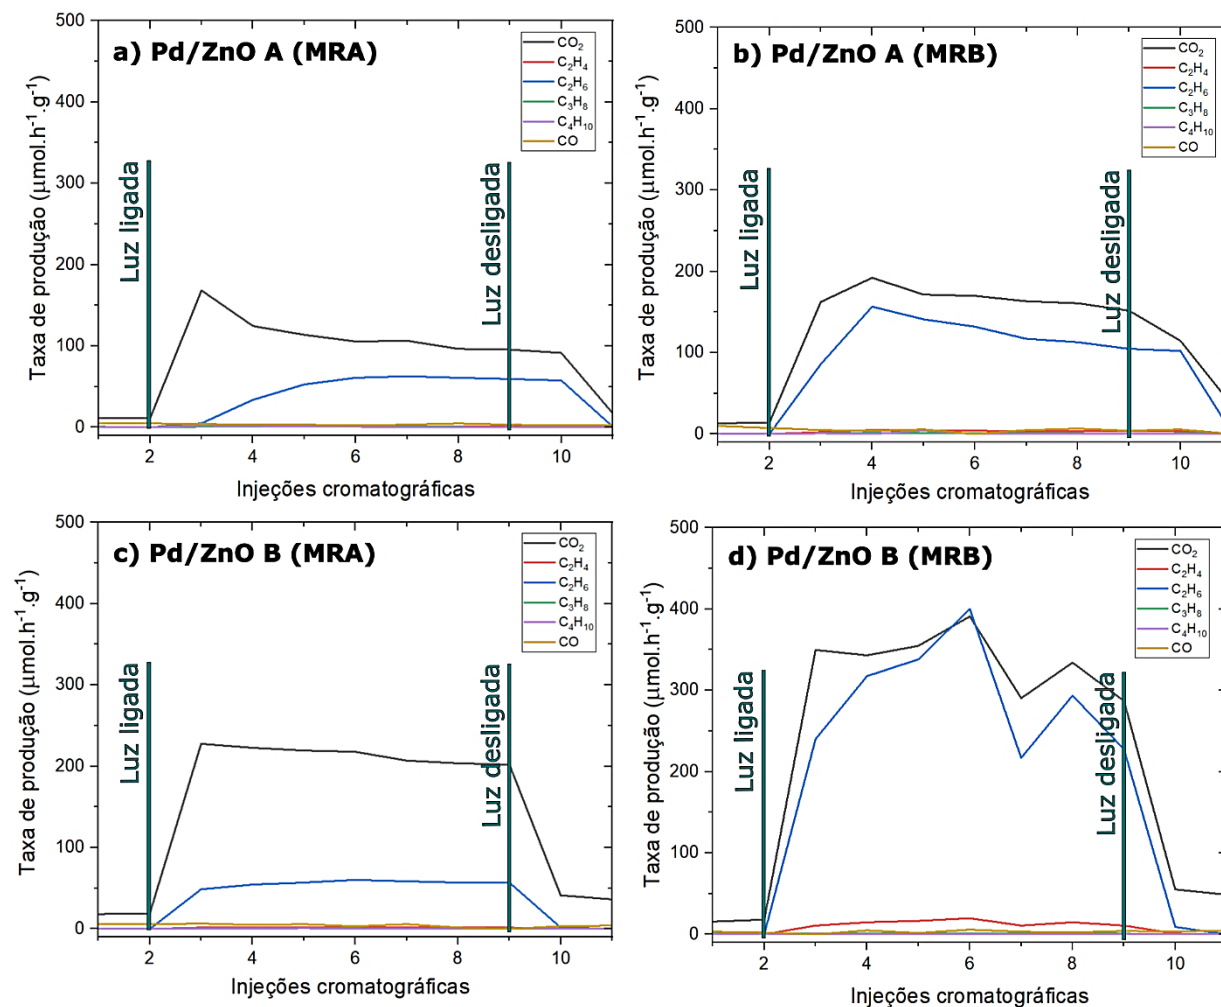 a) Pd/ZnO A (MRA)
CO₂
C₂H₄
C₂H₆
C₃H₈
C₄H₁₀
CO
Luz ligada
Luz desligada
500
400
300
200
100
0
2
4
6
8
10
Taxa de produção (μmol.h⁻¹.g⁻¹)
Injeções cromatográficas
b) Pd/ZnO A (MRB)
CO₂
C₂H₄
C₂H₆
C₃H₈
C₄H₁₀
CO
Luz ligada
Luz desligada
500
400
300
200
100
0
2
4
6
8
10
Taxa de produção (μmol.h⁻¹.g⁻¹)
Injeções cromatográficas
c) Pd/ZnO B (MRA)
CO₂
C₂H₄
C₂H₆
C₃H₈
C₄H₁₀
CO
Luz ligada
Luz desligada
500
400
300
200
100
0
2
4
6
8
10
Taxa de produção (μmol.h⁻¹.g⁻¹)
Injeções cromatográficas
d) Pd/ZnO B (MRB)
CO₂
C₂H₄
C₂H₆
C₃H₈
C₄H₁₀
CO
Luz ligada
Luz desligada
500
400
300
200
100
0
2
4
6
8
10
Taxa de produção (μmol.h⁻¹.g⁻¹)
Injeções cromatográficas